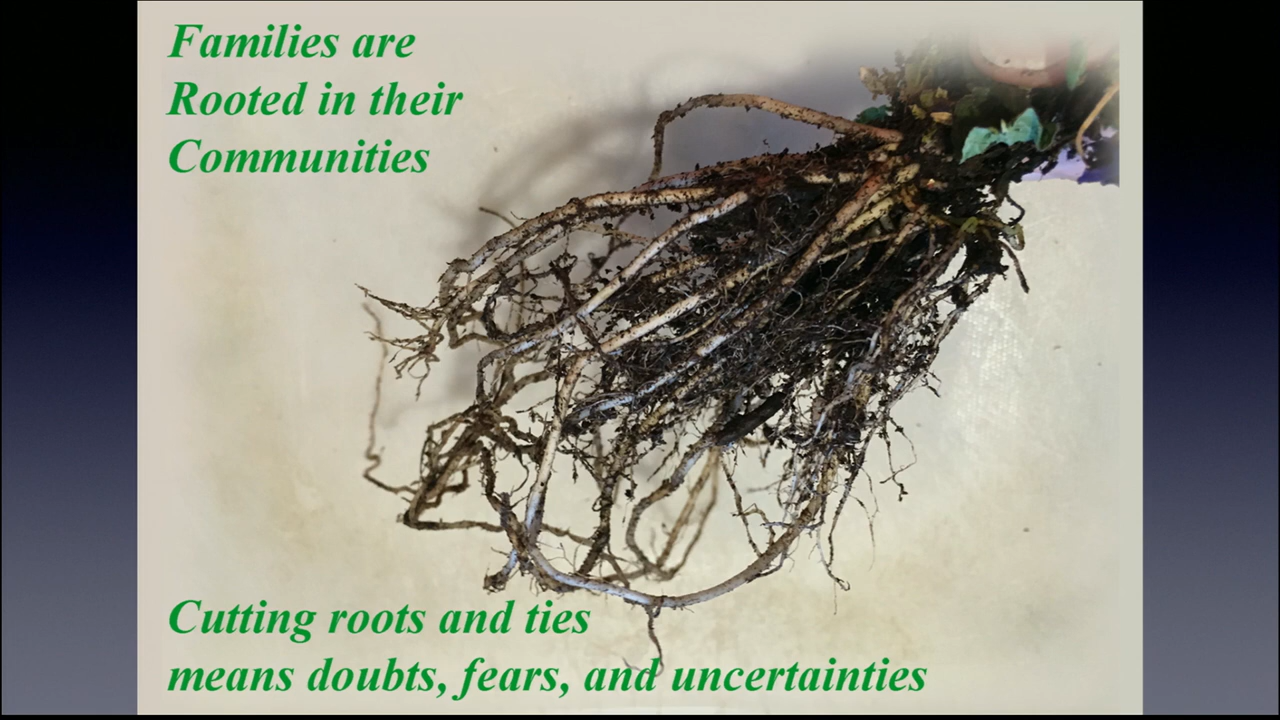 Families are
Rooted in their
Communities
Cutting roots and ties
means doubts, fears, and uncertainties